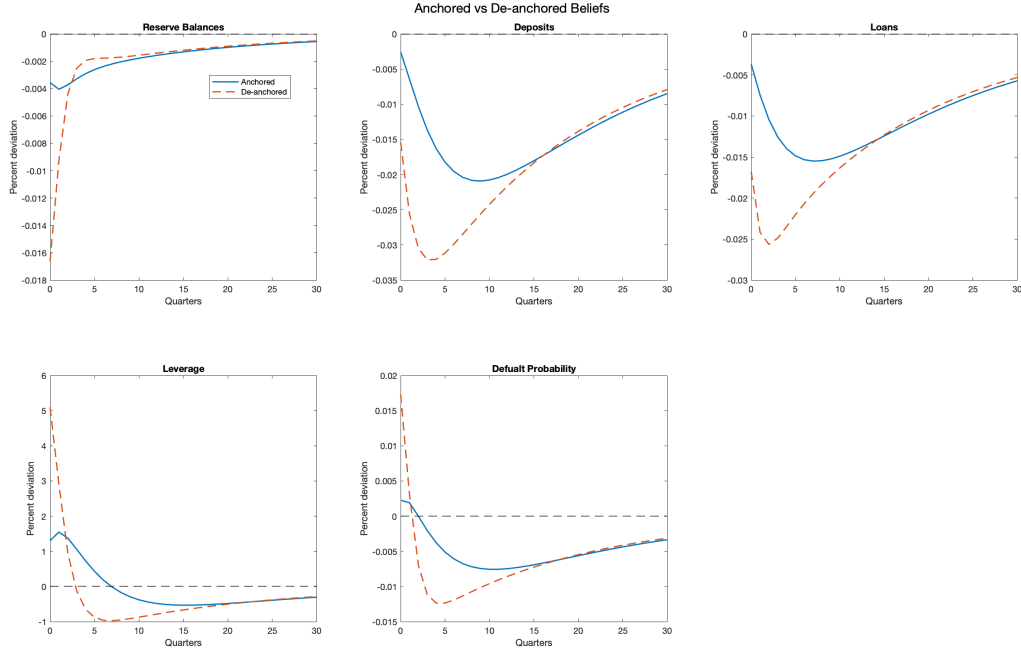 Anchored vs De-anchored Beliefs
Reserve Balances
0
-0.002
-0.004
-0.006
-0.008
-0.01
-0.012
-0.014
-0.016
-0.018
Percent deviation
0 5 10 15 20 25 30
Quarters
Anchored
De-anchored
Deposits
0
-0.005
-0.01
-0.015
-0.02
-0.025
-0.03
-0.035
Percent deviation
0 5 10 15 20 25 30
Quarters
Loans
0
-0.005
-0.01
-0.015
-0.02
-0.025
-0.03
Percent deviation
0 5 10 15 20 25 30
Quarters
Leverage
6
5
4
3
2
1
0
-1
Percent deviation
0 5 10 15 20 25 30
Quarters
Defualt Probability
0.02
0.015
0.01
0.005
0
-0.005
-0.01
-0.015
Percent deviation
0 5 10 15 20 25 30
Quarters